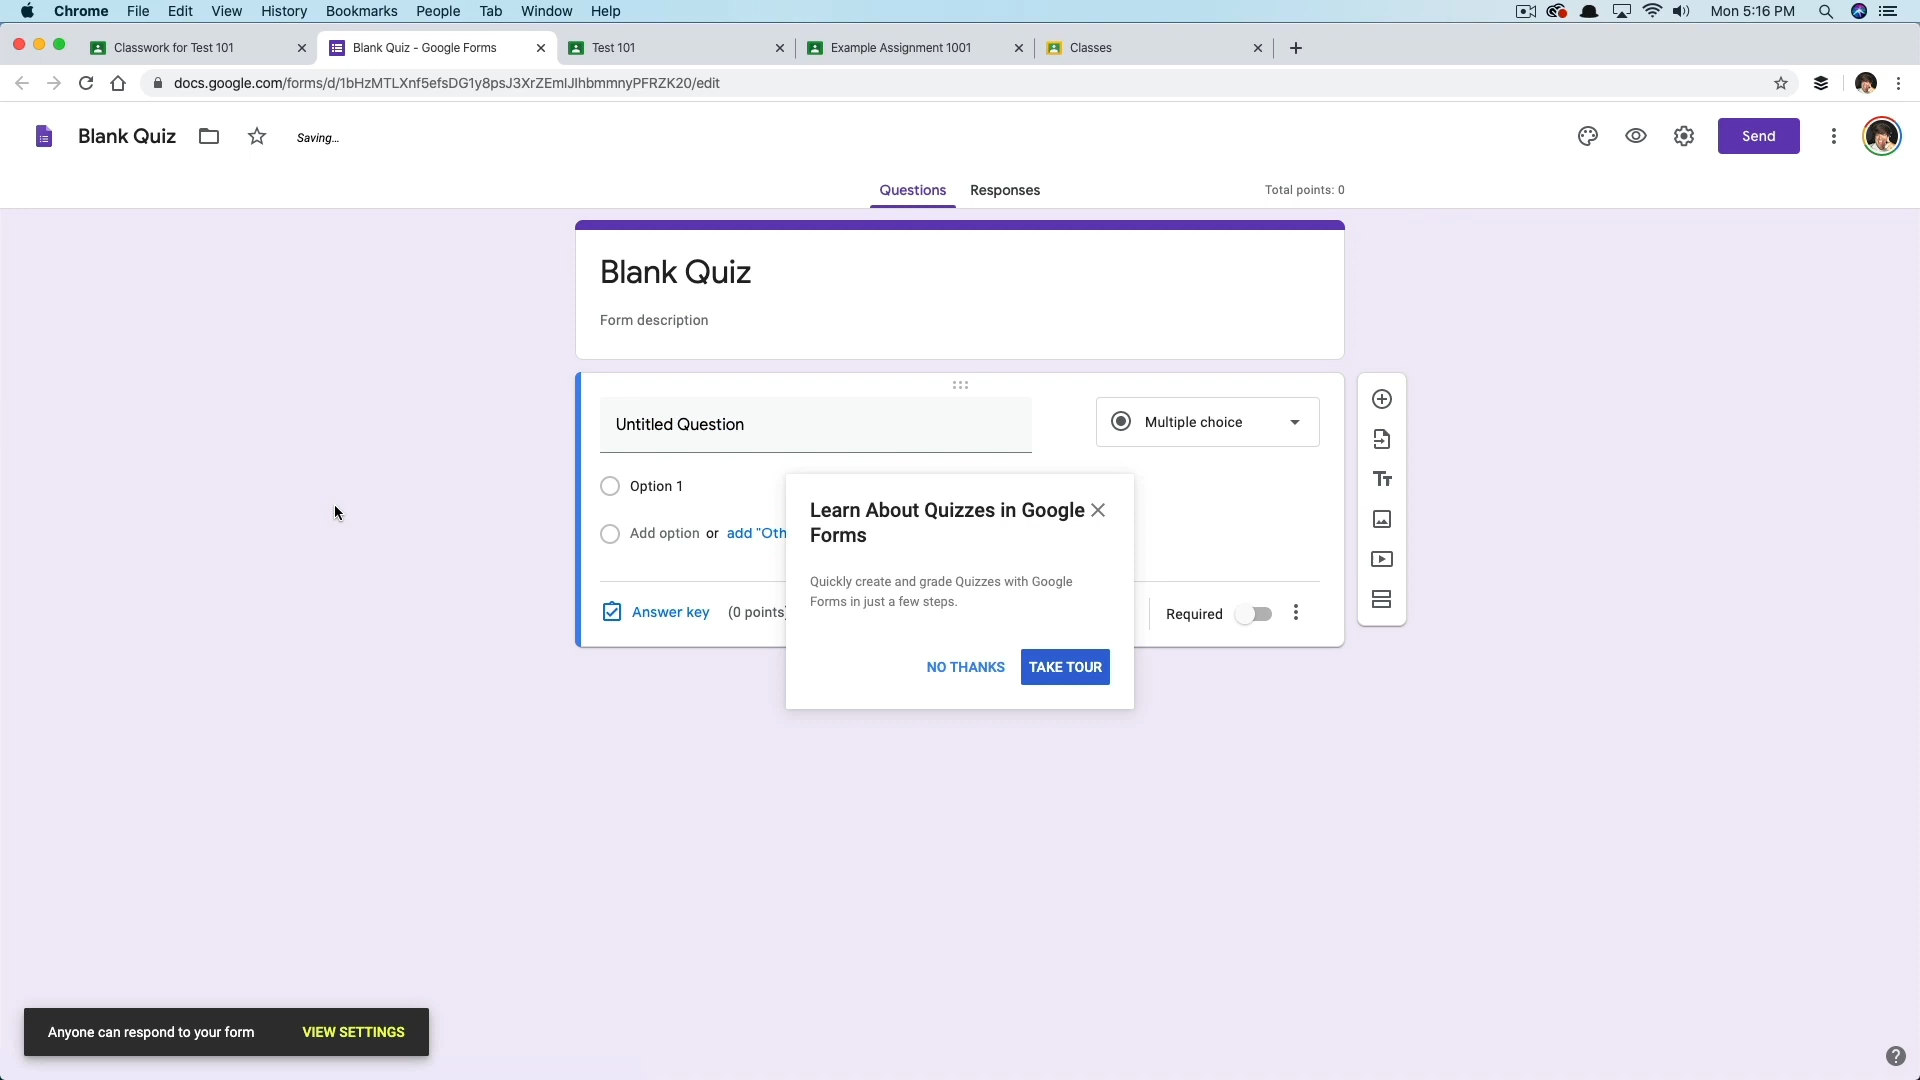 Chrome File Edit View History Bookmarks People Tab Window Help Mon 5:16 PM
Classwork for Test 101 Blank Quiz - Google Forms Test 101 Example Assignment 1001 Classes
docs.google.com/forms/d/1bHzMTLXnf5efsDG1y8psJ3XrZEmlJlhbmmnyPFRZK20/edit
Blank Quiz Saving... Send
Questions Responses Total points: 0
Blank Quiz
Form description
Untitled Question Multiple choice
Option 1
Add option or add "Oth
Answer key (0 points) Required
Learn About Quizzes in Google
Forms
Quickly create and grade Quizzes with Google
Forms in just a few steps.
NO THANKS TAKE TOUR
Anyone can respond to your form VIEW SETTINGS